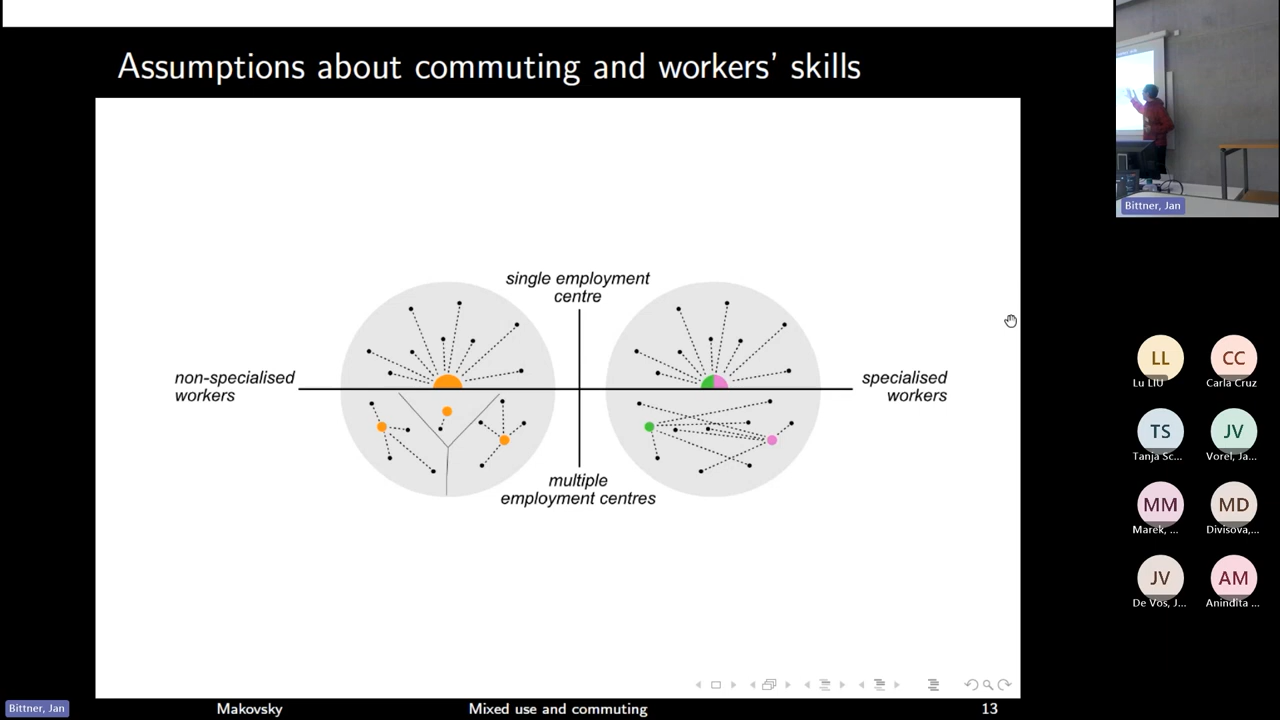 Assumptions about commuting and workers' skills
single employment
centre
non-specialised
workers
specialised
workers
multiple
employment centres
Makovsky
Mixed use and commuting
13
Bittner, Jan
Bittner, Jan
LL
Lu LIU
CC
Carla Cruz
TS
Tanja Sc...
JV
Vorel, Ja...
MM
Marek, ...
MD
Divisova,...
JV
De Vos, J...
AM
Anindita ...